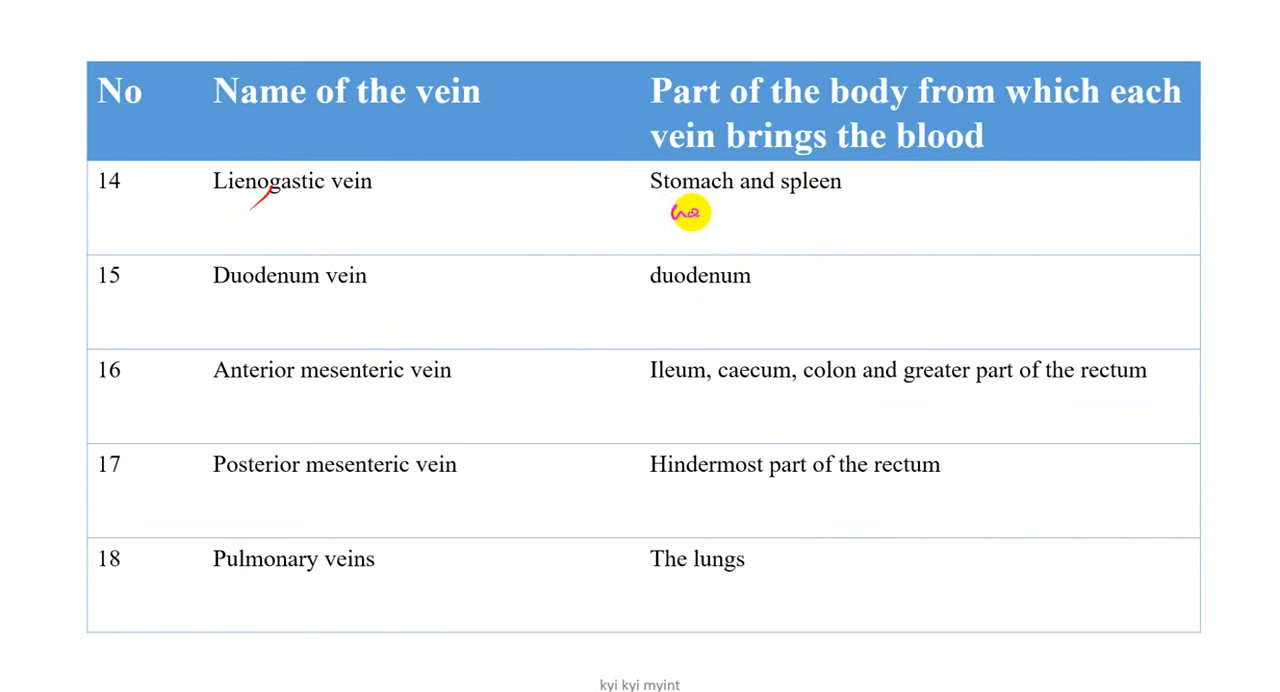 No Name of the vein Part of the body from which each
vein brings the blood
14 Lienogastic vein Stomach and spleen
15 Duodenum vein duodenum
16 Anterior mesenteric vein Ileum, caecum, colon and greater part of the rectum
17 Posterior mesenteric vein Hindermost part of the rectum
18 Pulmonary veins The lungs
kyi kyi myint